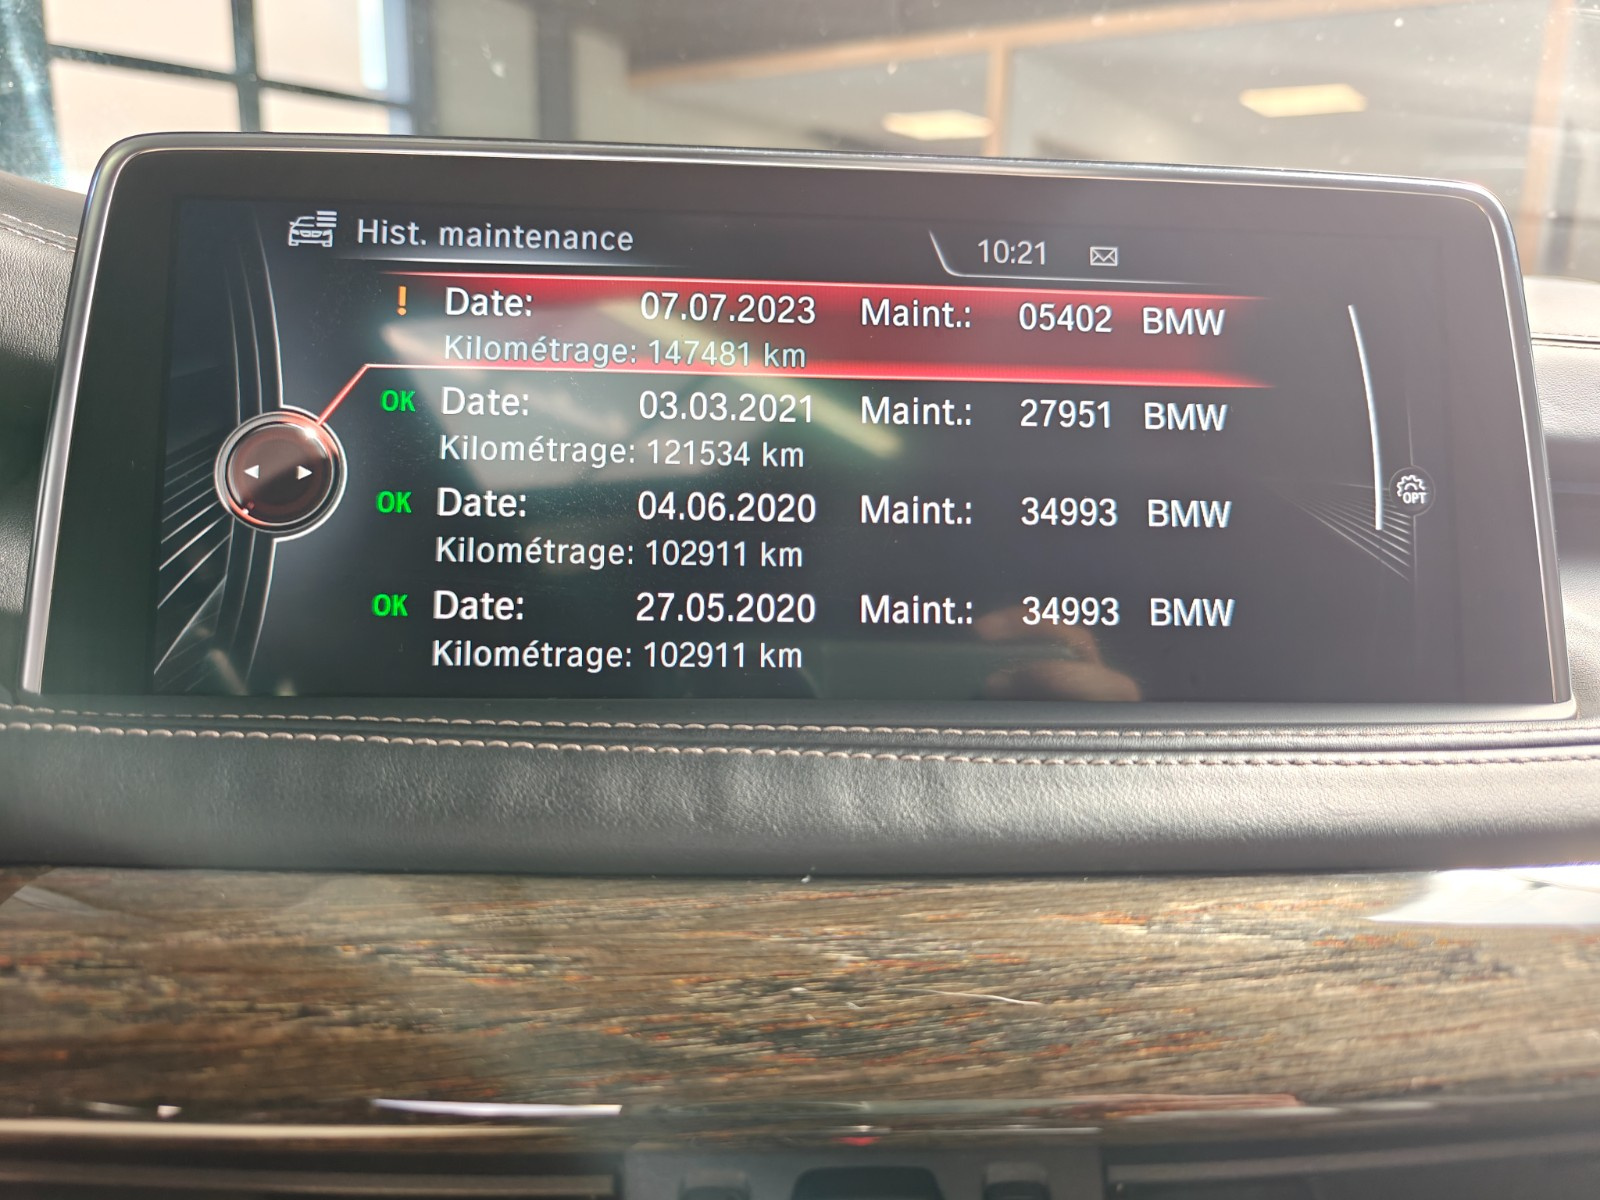 Hist. maintenance 10:21
! Date: 07.07.2023 Maint.: 05402 BMW
Kilométrage: 147481 km
OK Date: 03.03.2021 Maint.: 27951 BMW
Kilométrage: 121534 km
OK Date: 04.06.2020 Maint.: 34993 BMW
OPT
Kilométrage: 102911 km
OK Date: 27.05.2020 Maint.: 34993 BMW
Kilométrage: 102911 km